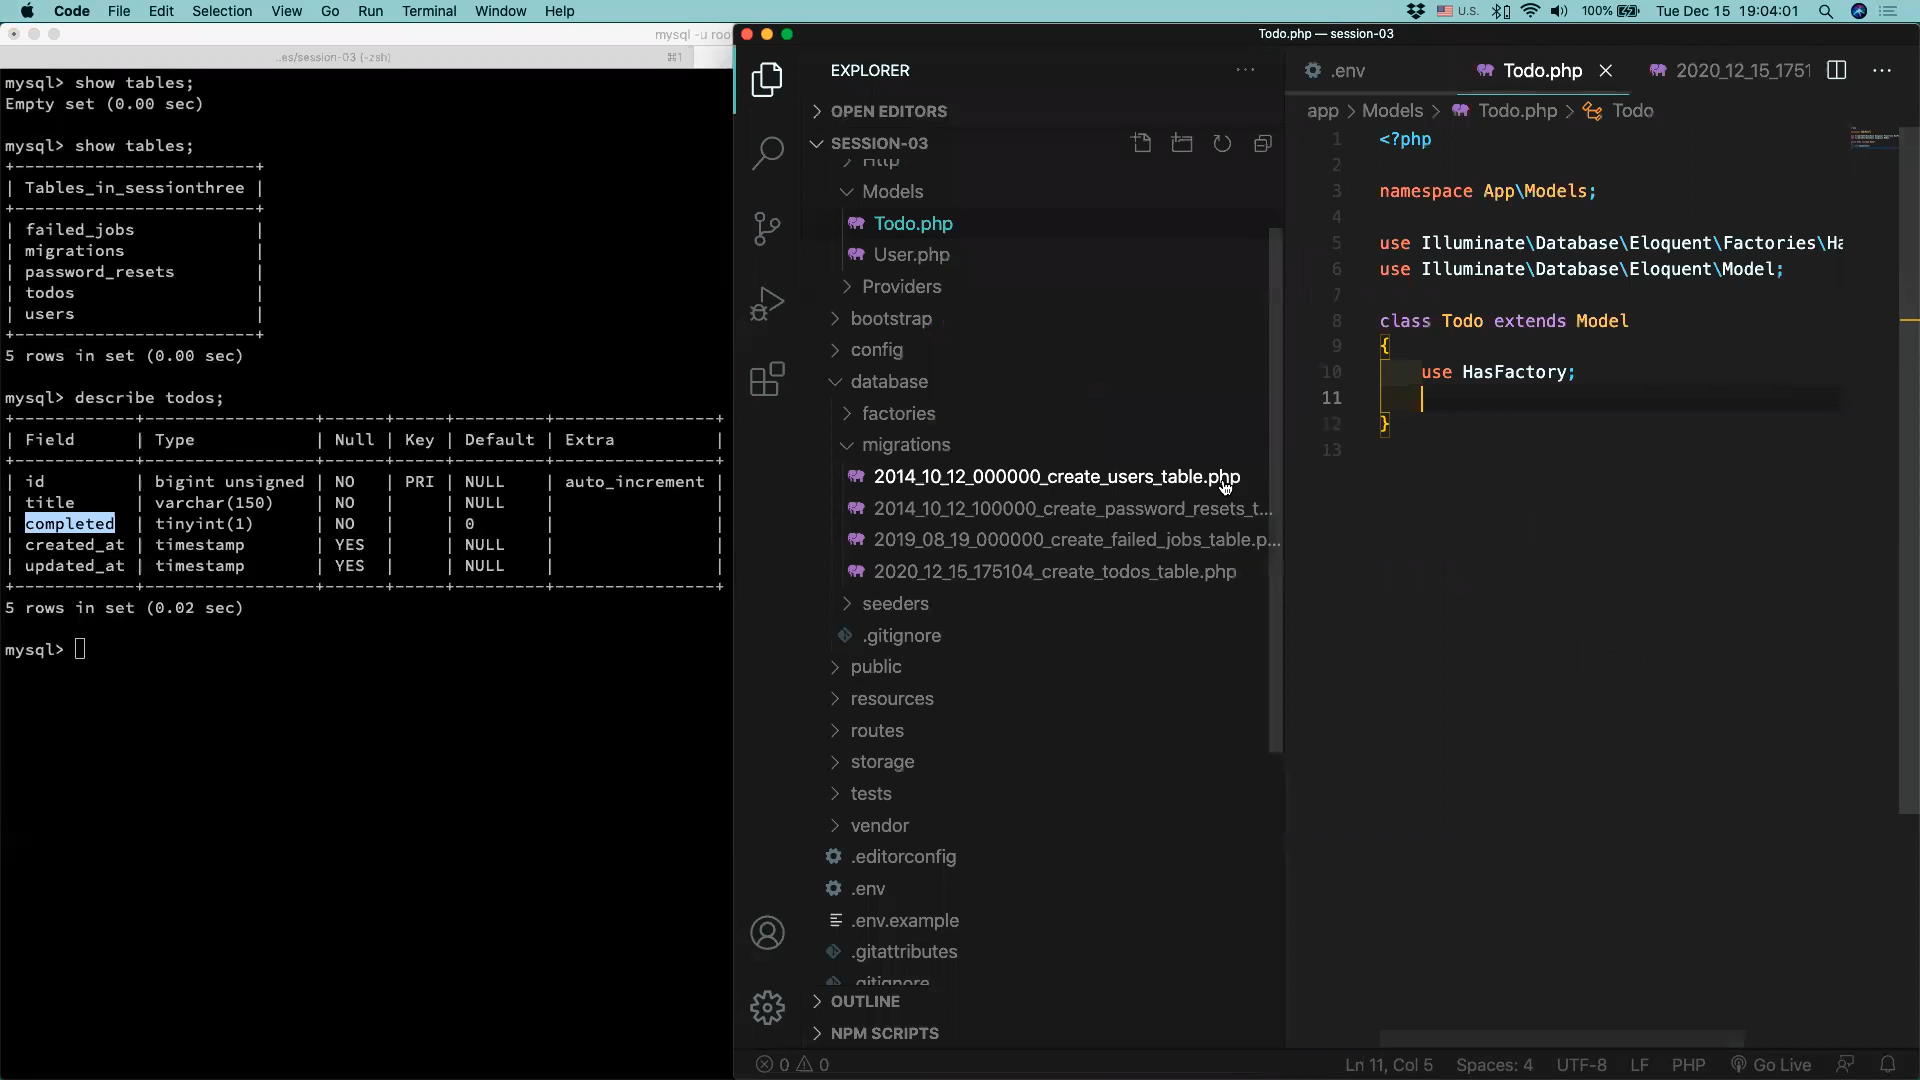 Code File Edit Selection View Go Run Terminal Window Help U.S. 100% Tue Dec 15 19:04:01
mysql -u roo
Todo.php — session-03
..es/session-03 (-zsh) ⌘1
mysql> show tables;
Empty set (0.00 sec)
mysql> show tables;
+-------------------------+
| Tables_in_sessionthree |
+-------------------------+
| failed_jobs |
| migrations |
| password_resets |
| todos |
| users |
+-------------------------+
5 rows in set (0.00 sec)
mysql> describe todos;
| Field | Type | Null | Key | Default | Extra |
| id | bigint unsigned | NO | PRI | NULL | auto_increment |
| title | varchar(150) | NO | | NULL | |
| completed | tinyint(1) | NO | | 0 | |
| created_at | timestamp | YES | | NULL | |
| updated_at | timestamp | YES | | NULL | |
5 rows in set (0.02 sec)
mysql>
EXPLORER
OPEN EDITORS
SESSION-03
Http
Models
Todo.php
User.php
Providers
bootstrap
config
database
factories
migrations
2014_10_12_000000_create_users_table.php
2014_10_12_100000_create_password_resets_t...
2019_08_19_000000_create_failed_jobs_table.p...
2020_12_15_175104_create_todos_table.php
seeders
.gitignore
public
resources
routes
storage
tests
vendor
.editorconfig
.env
.env.example
.gitattributes
.gitignore
OUTLINE
NPM SCRIPTS
.env Todo.php 2020_12_15_1751
app > Models > Todo.php > Todo
1 <?php
2
3 namespace App\Models;
4
5 use Illuminate\Database\Eloquent\Factories\Ha
6 use Illuminate\Database\Eloquent\Model;
7
8 class Todo extends Model
9 {
10 use HasFactory;
11
12 }
13
0 0 Ln 11, Col 5 Spaces: 4 UTF-8 LF PHP Go Live